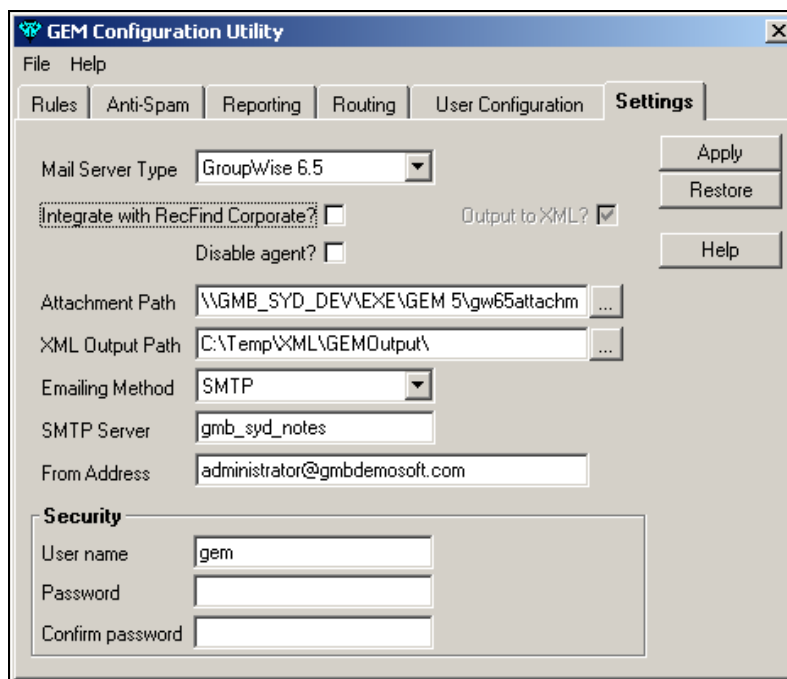 GEM Configuration Utility
File Help
Rules Anti-Spam Reporting Routing User Configuration Settings
Mail Server Type GroupWise 6.5 Apply
Restore
Integrate with RecFind Corporate? Output to XML?
Disable agent? Help
Attachment Path \\GMB_SYD_DEV\EXE\GEM 5\gw65attachm ...
XML Output Path C:\Temp\XML\GEMOutput\ ...
Emailing Method SMTP
SMTP Server gmb_syd_notes
From Address administrator@gmbdemosoft.com
Security
User name gem
Password
Confirm password